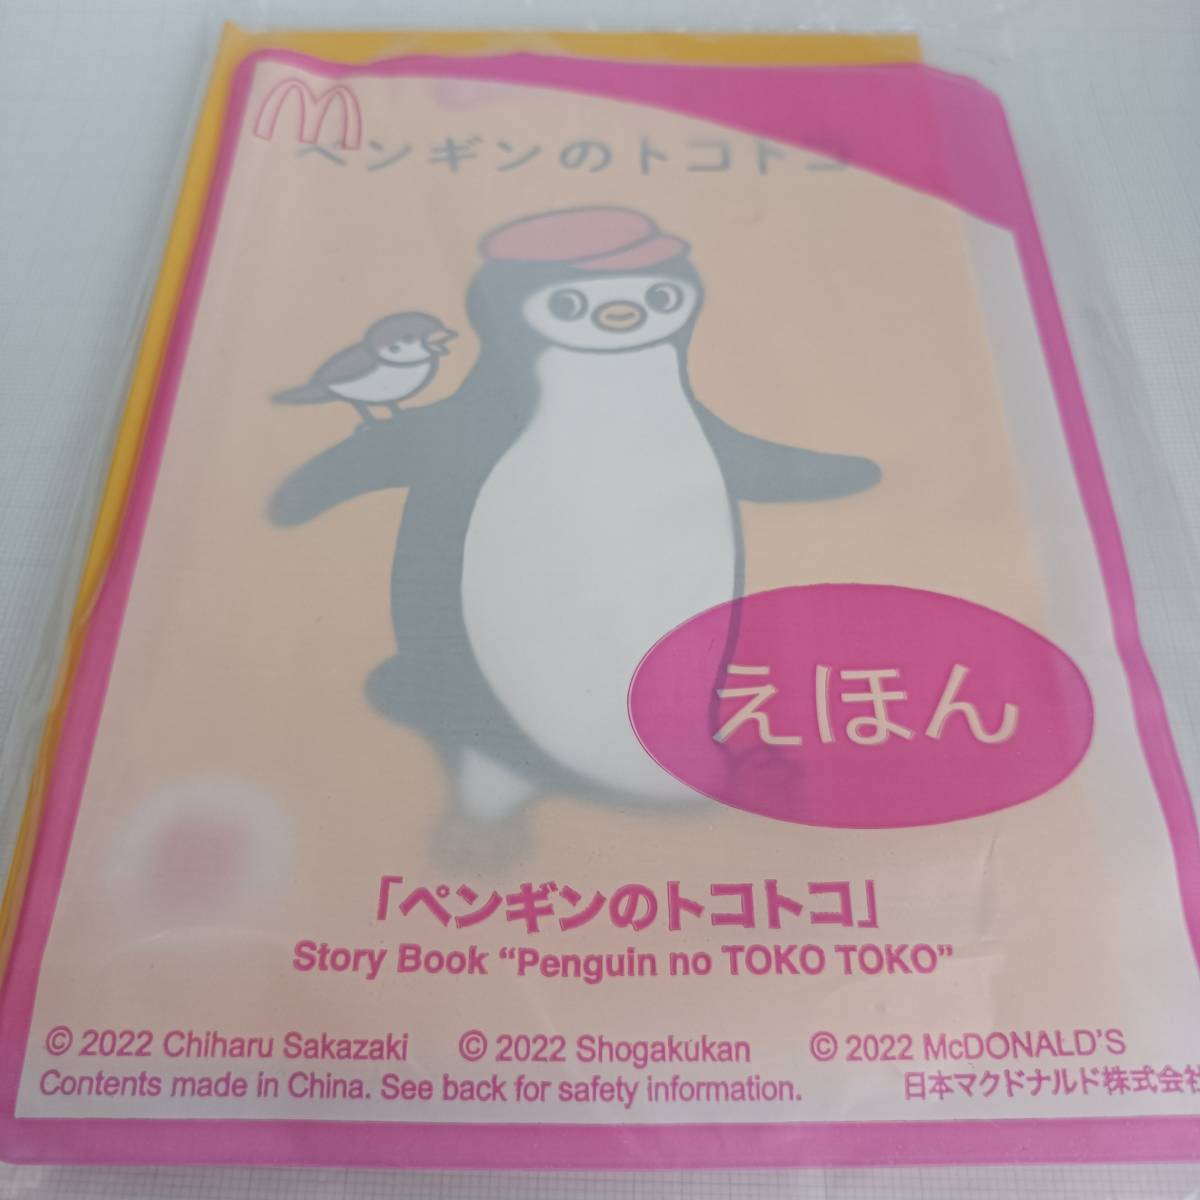 ペンギンのトコトコ
えほん
「ペンギンのトコトコ」
Story Book “Penguin no TOKO TOKO”
© 2022 Chiharu Sakazaki © 2022 Shogakukan © 2022 McDONALD'S
Contents made in China. See back for safety information. 日本マクドナルド株式会社